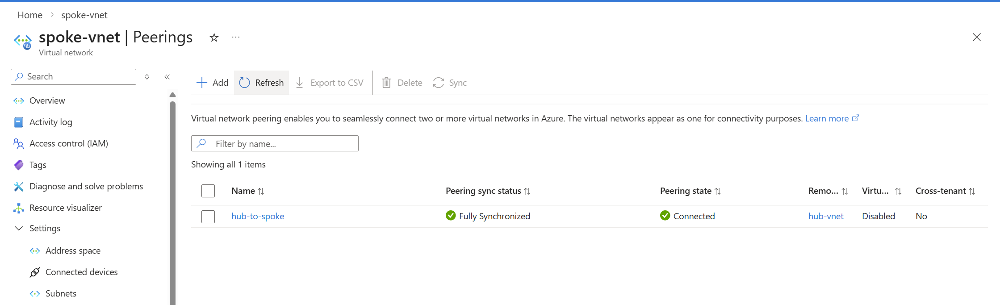 Home > spoke-vnet
spoke-vnet | Peerings ☆ ···
Virtual network
Search
Overview
Activity log
Access control (IAM)
Tags
Diagnose and solve problems
Resource visualizer
Settings
Address space
Connected devices
Subnets
Add Refresh Export to CSV Delete Sync
Virtual network peering enables you to seamlessly connect two or more virtual networks in Azure. The virtual networks appear as one for connectivity purposes. Learn more
Filter by name...
Showing all 1 items
Name Peering sync status Peering state Remo... Virtu... Cross-tenant
hub-to-spoke Fully Synchronized Connected hub-vnet Disabled No